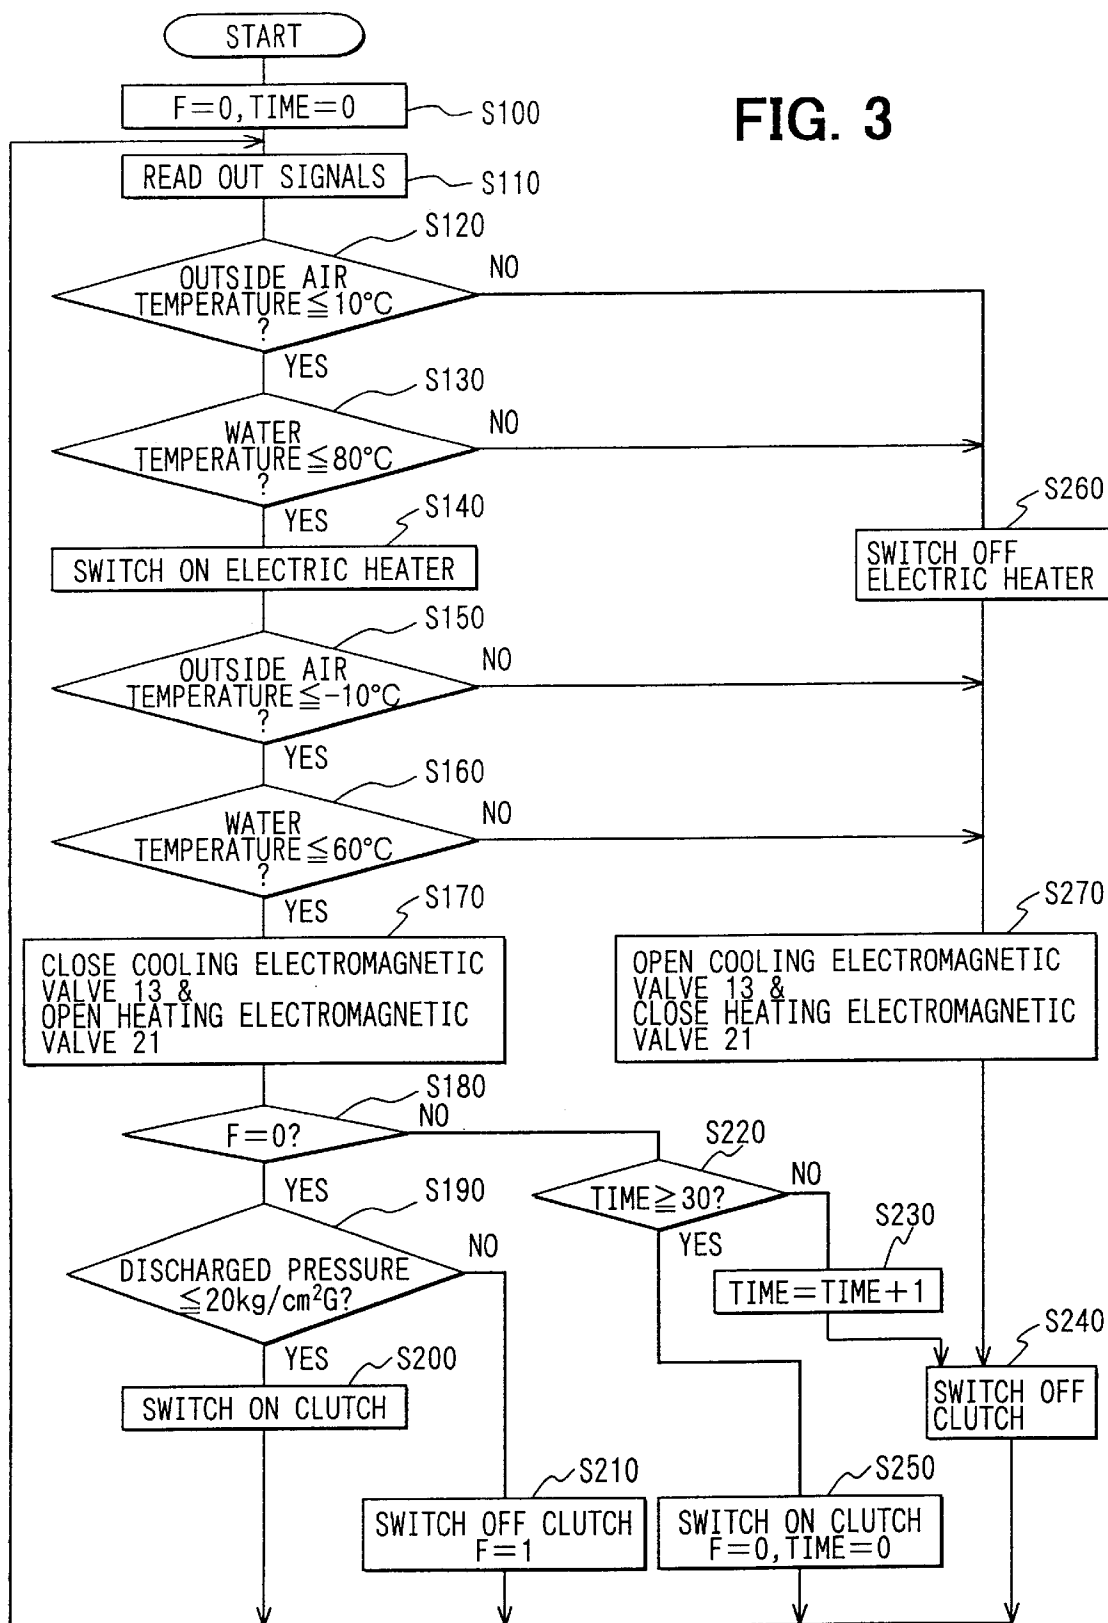 START
F=0,TIME=0
S100
FIG. 3
READ OUT SIGNALS
S110
S120
OUTSIDE AIR
TEMPERATURE≦10°C
?
NO
YES
S130
WATER
TEMPERATURE≦80°C
?
NO
YES
S140
SWITCH ON ELECTRIC HEATER
S260
SWITCH OFF
ELECTRIC HEATER
S150
OUTSIDE AIR
TEMPERATURE≦−10°C
?
NO
YES
S160
WATER
TEMPERATURE≦60°C
?
NO
YES
S170
CLOSE COOLING ELECTROMAGNETIC
VALVE 13 &
OPEN HEATING ELECTROMAGNETIC
VALVE 21
S270
OPEN COOLING ELECTROMAGNETIC
VALVE 13 &
CLOSE HEATING ELECTROMAGNETIC
VALVE 21
S180
F=0?
NO
YES
S220
TIME≧30?
NO
YES
S190
DISCHARGED PRESSURE
≦20kg/cm²G?
NO
YES
S230
TIME=TIME+1
S200
SWITCH ON CLUTCH
S240
SWITCH OFF
CLUTCH
S210
SWITCH OFF CLUTCH
F=1
S250
SWITCH ON CLUTCH
F=0,TIME=0